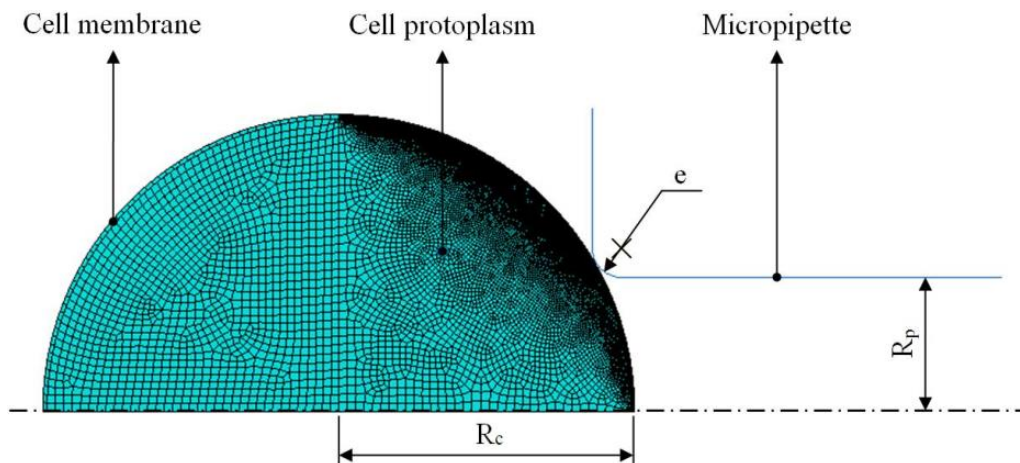 Cell membrane
Cell protoplasm
Micropipette
e
Rp
Rc